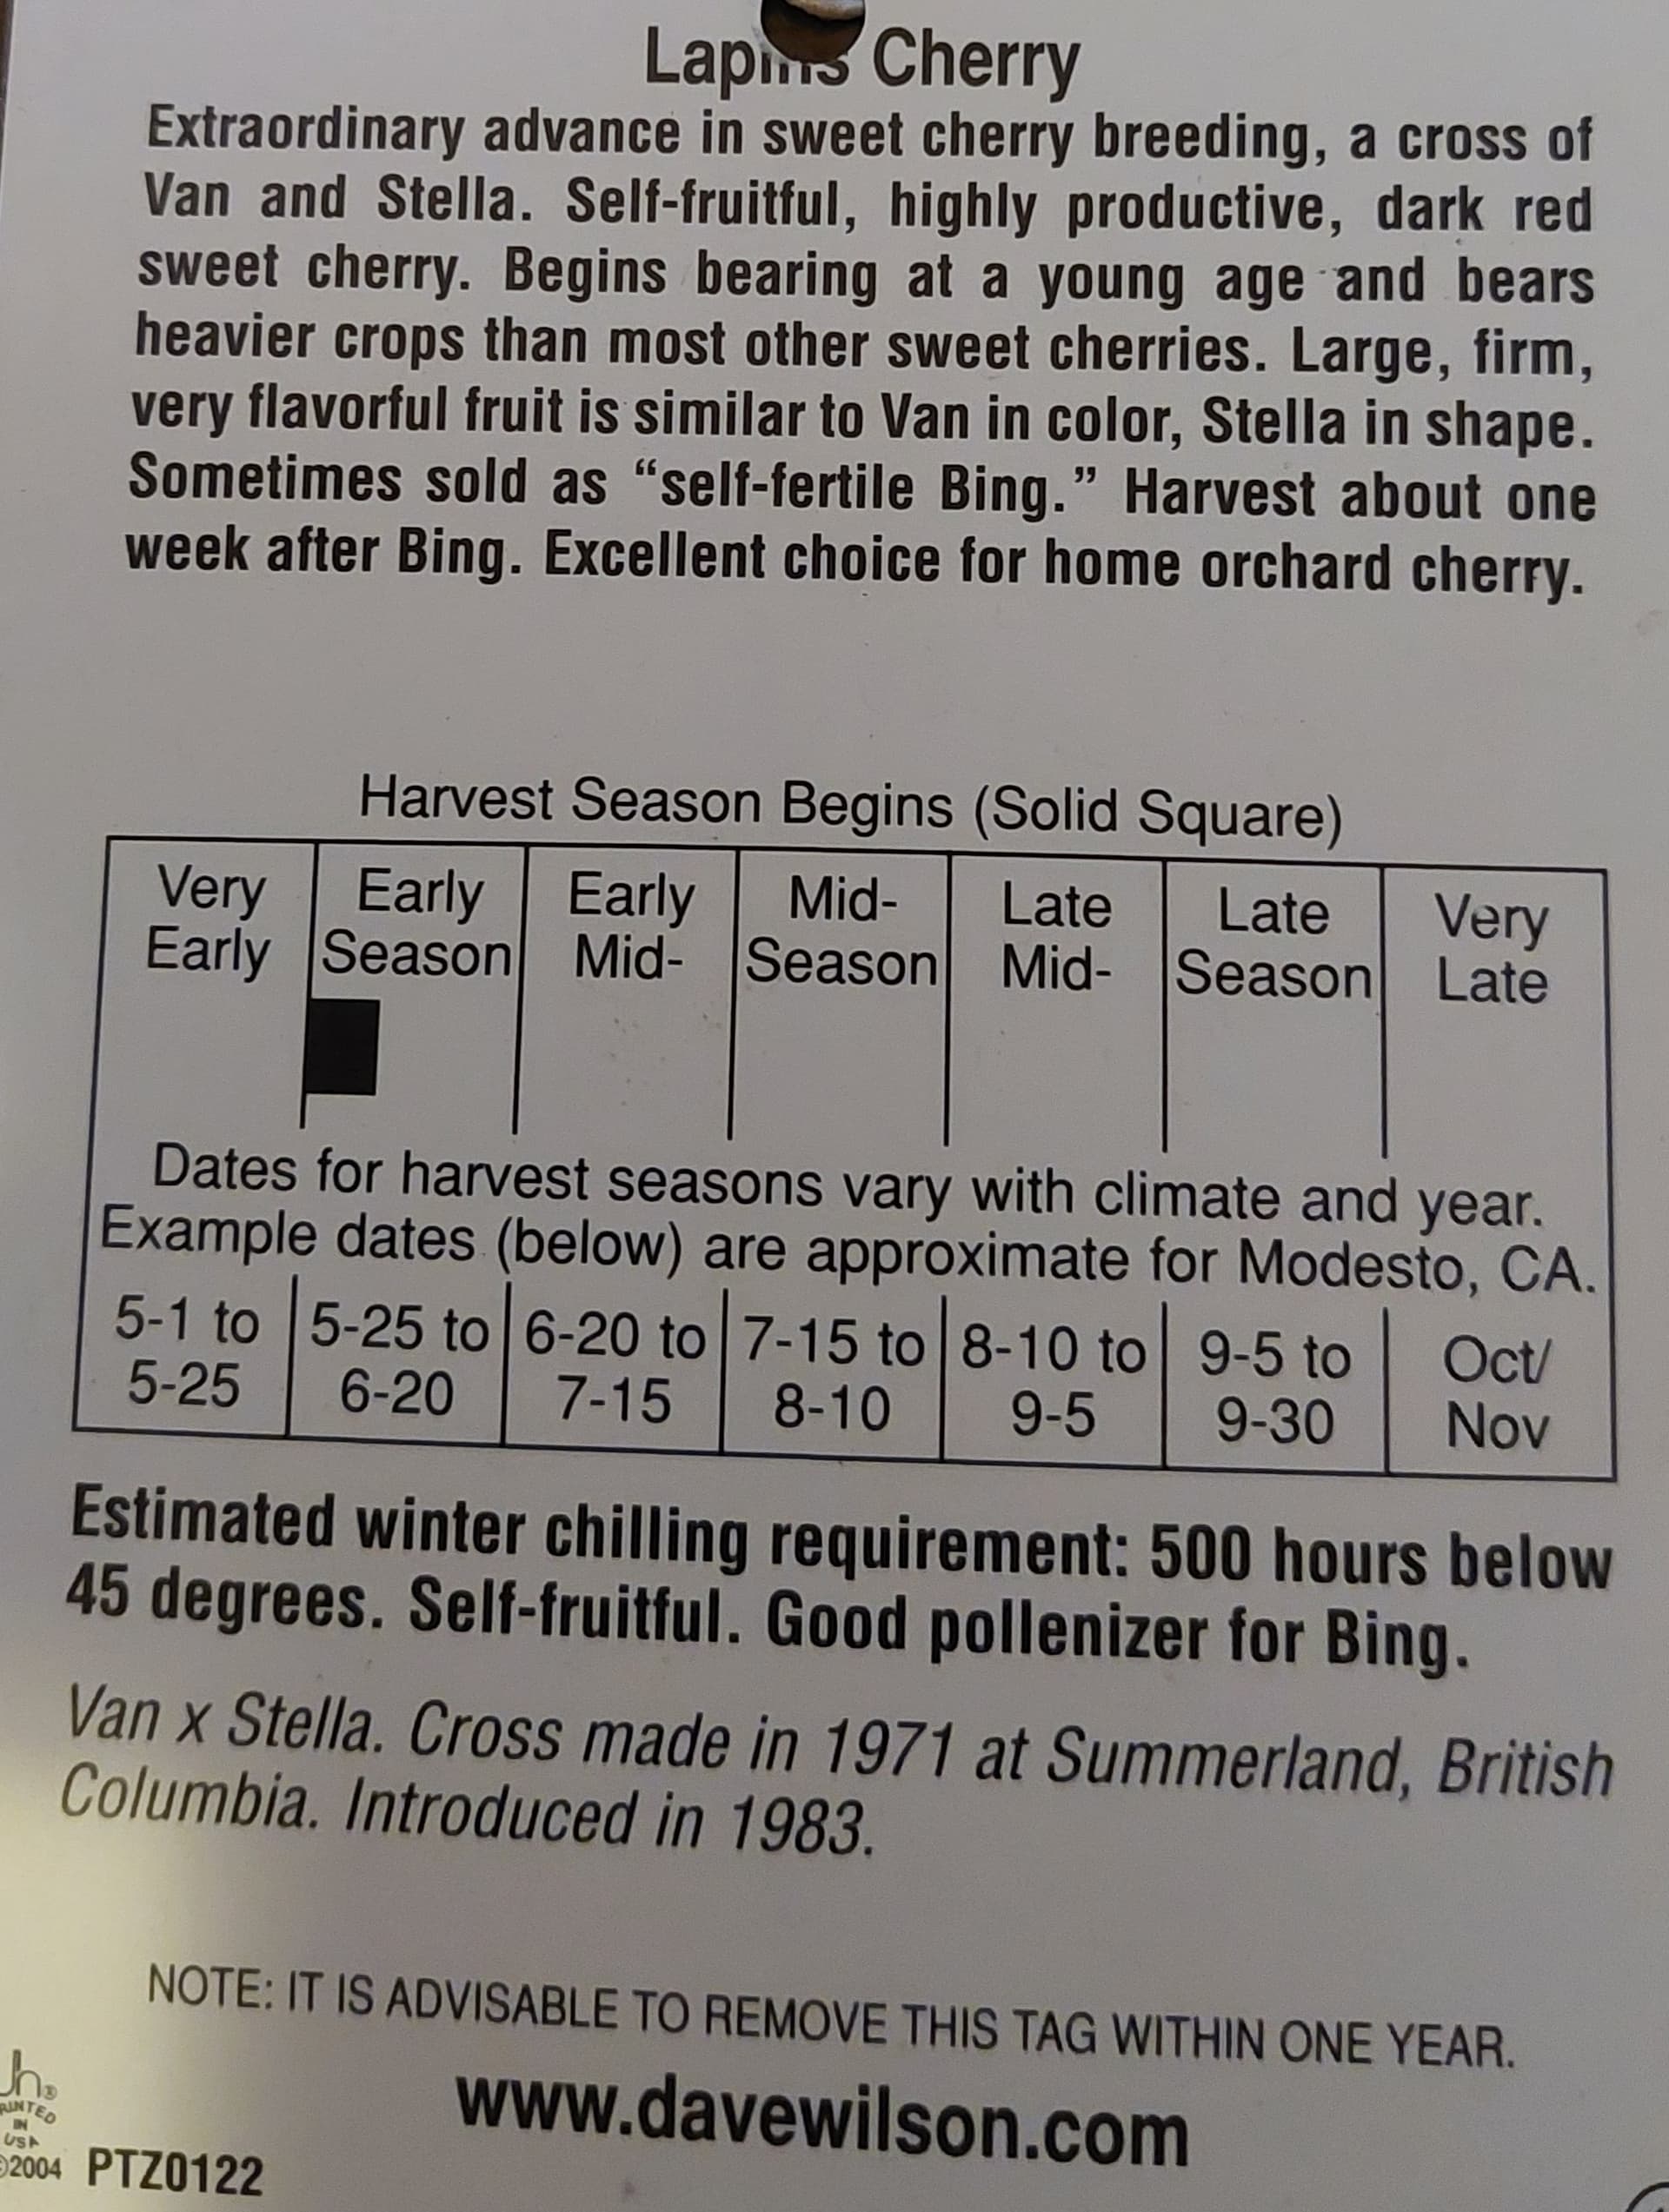 Lapins Cherry
Extraordinary advance in sweet cherry breeding, a cross of
Van and Stella. Self-fruitful, highly productive, dark red
sweet cherry. Begins bearing at a young age and bears
heavier crops than most other sweet cherries. Large, firm,
very flavorful fruit is similar to Van in color, Stella in shape.
Sometimes sold as “self-fertile Bing.” Harvest about one
week after Bing. Excellent choice for home orchard cherry.
Harvest Season Begins (Solid Square)
Very Early Early Mid- Late Late Very
Early Season Mid- Season Mid- Season Late
Dates for harvest seasons vary with climate and year.
Example dates (below) are approximate for Modesto, CA.
5-1 to 5-25 to 6-20 to 7-15 to 8-10 to 9-5 to Oct/
5-25 6-20 7-15 8-10 9-5 9-30 Nov
Estimated winter chilling requirement: 500 hours below
45 degrees. Self-fruitful. Good pollenizer for Bing.
Van x Stella. Cross made in 1971 at Summerland, British
Columbia. Introduced in 1983.
NOTE: IT IS ADVISABLE TO REMOVE THIS TAG WITHIN ONE YEAR.
www.davewilson.com
IN
USA
©2004 PTZ0122